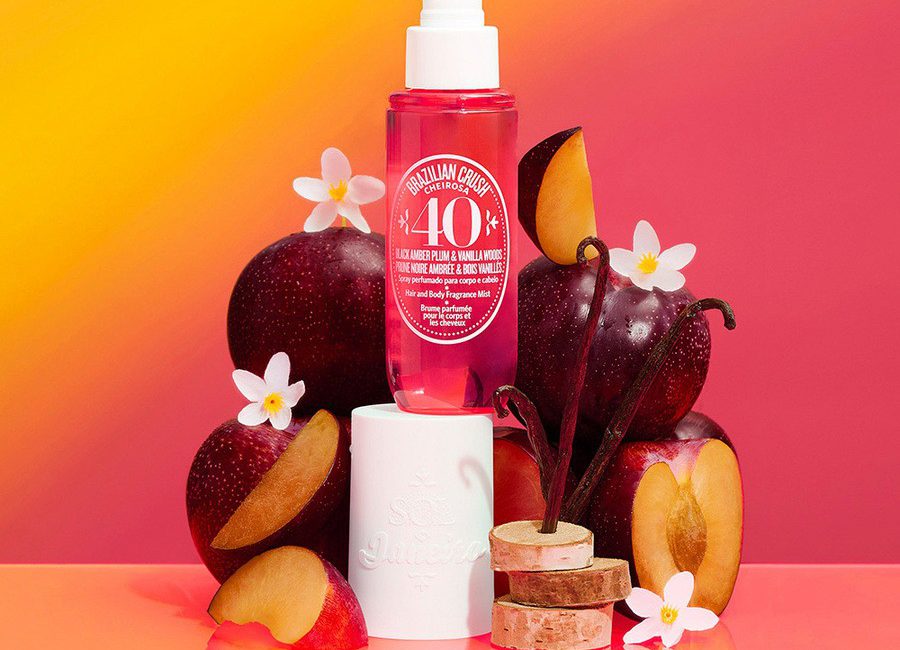 BRAZILIAN CRUSH
CHEIROSA
40
BLACK AMBER PLUM & VANILLA WOODS
PRUNE NOIRE AMBRÉE & BOIS VANILLÉS
Spray perfumado para corpo e cabelo
Hair and Body Fragrance Mist
Brume parfumée
pour le corps et
les cheveux
SOL
de
Janeiro